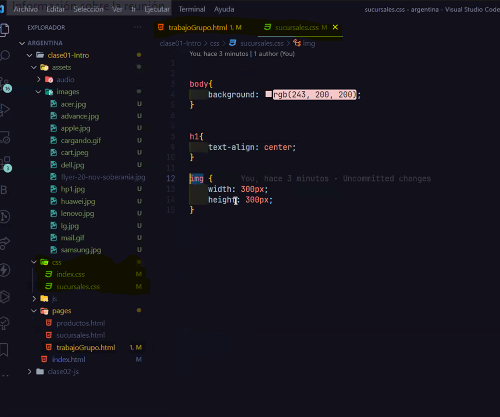 Archivo Editar Selección Ver Ir Ejecutar Terminal Ayuda
sucursales.css - argentina - Visual Studio Code
EXPLORADOR
trabajoGrupo.html 1, M
sucursales.css M
ARGENTINA
clase01-Intro > css > sucursales.css > img
You, hace 3 minutos | 1 author (You)
clase01-Intro
assets
audio
images
acer.jpg U
advance.jpg U
apple.jpg U
cargando.gif U
cart.jpeg U
dell.jpg U
flyer-20-nov-soberania.jpg
hp1.jpg U
huawei.jpg U
lenovo.jpg U
lg.jpg U
mail.gif U
samsung.jpg U
css
index.css M
sucursales.css M
js
pages
productos.html
sucursales.html
trabajoGrupo.html 1, M
index.html M
clase02-js
body{
background: rgb(243, 200, 200);
}
h1{
text-align: center;
}
12 img { You, hace 3 minutos • Uncommitted changes
width: 300px;
height: 300px;
}